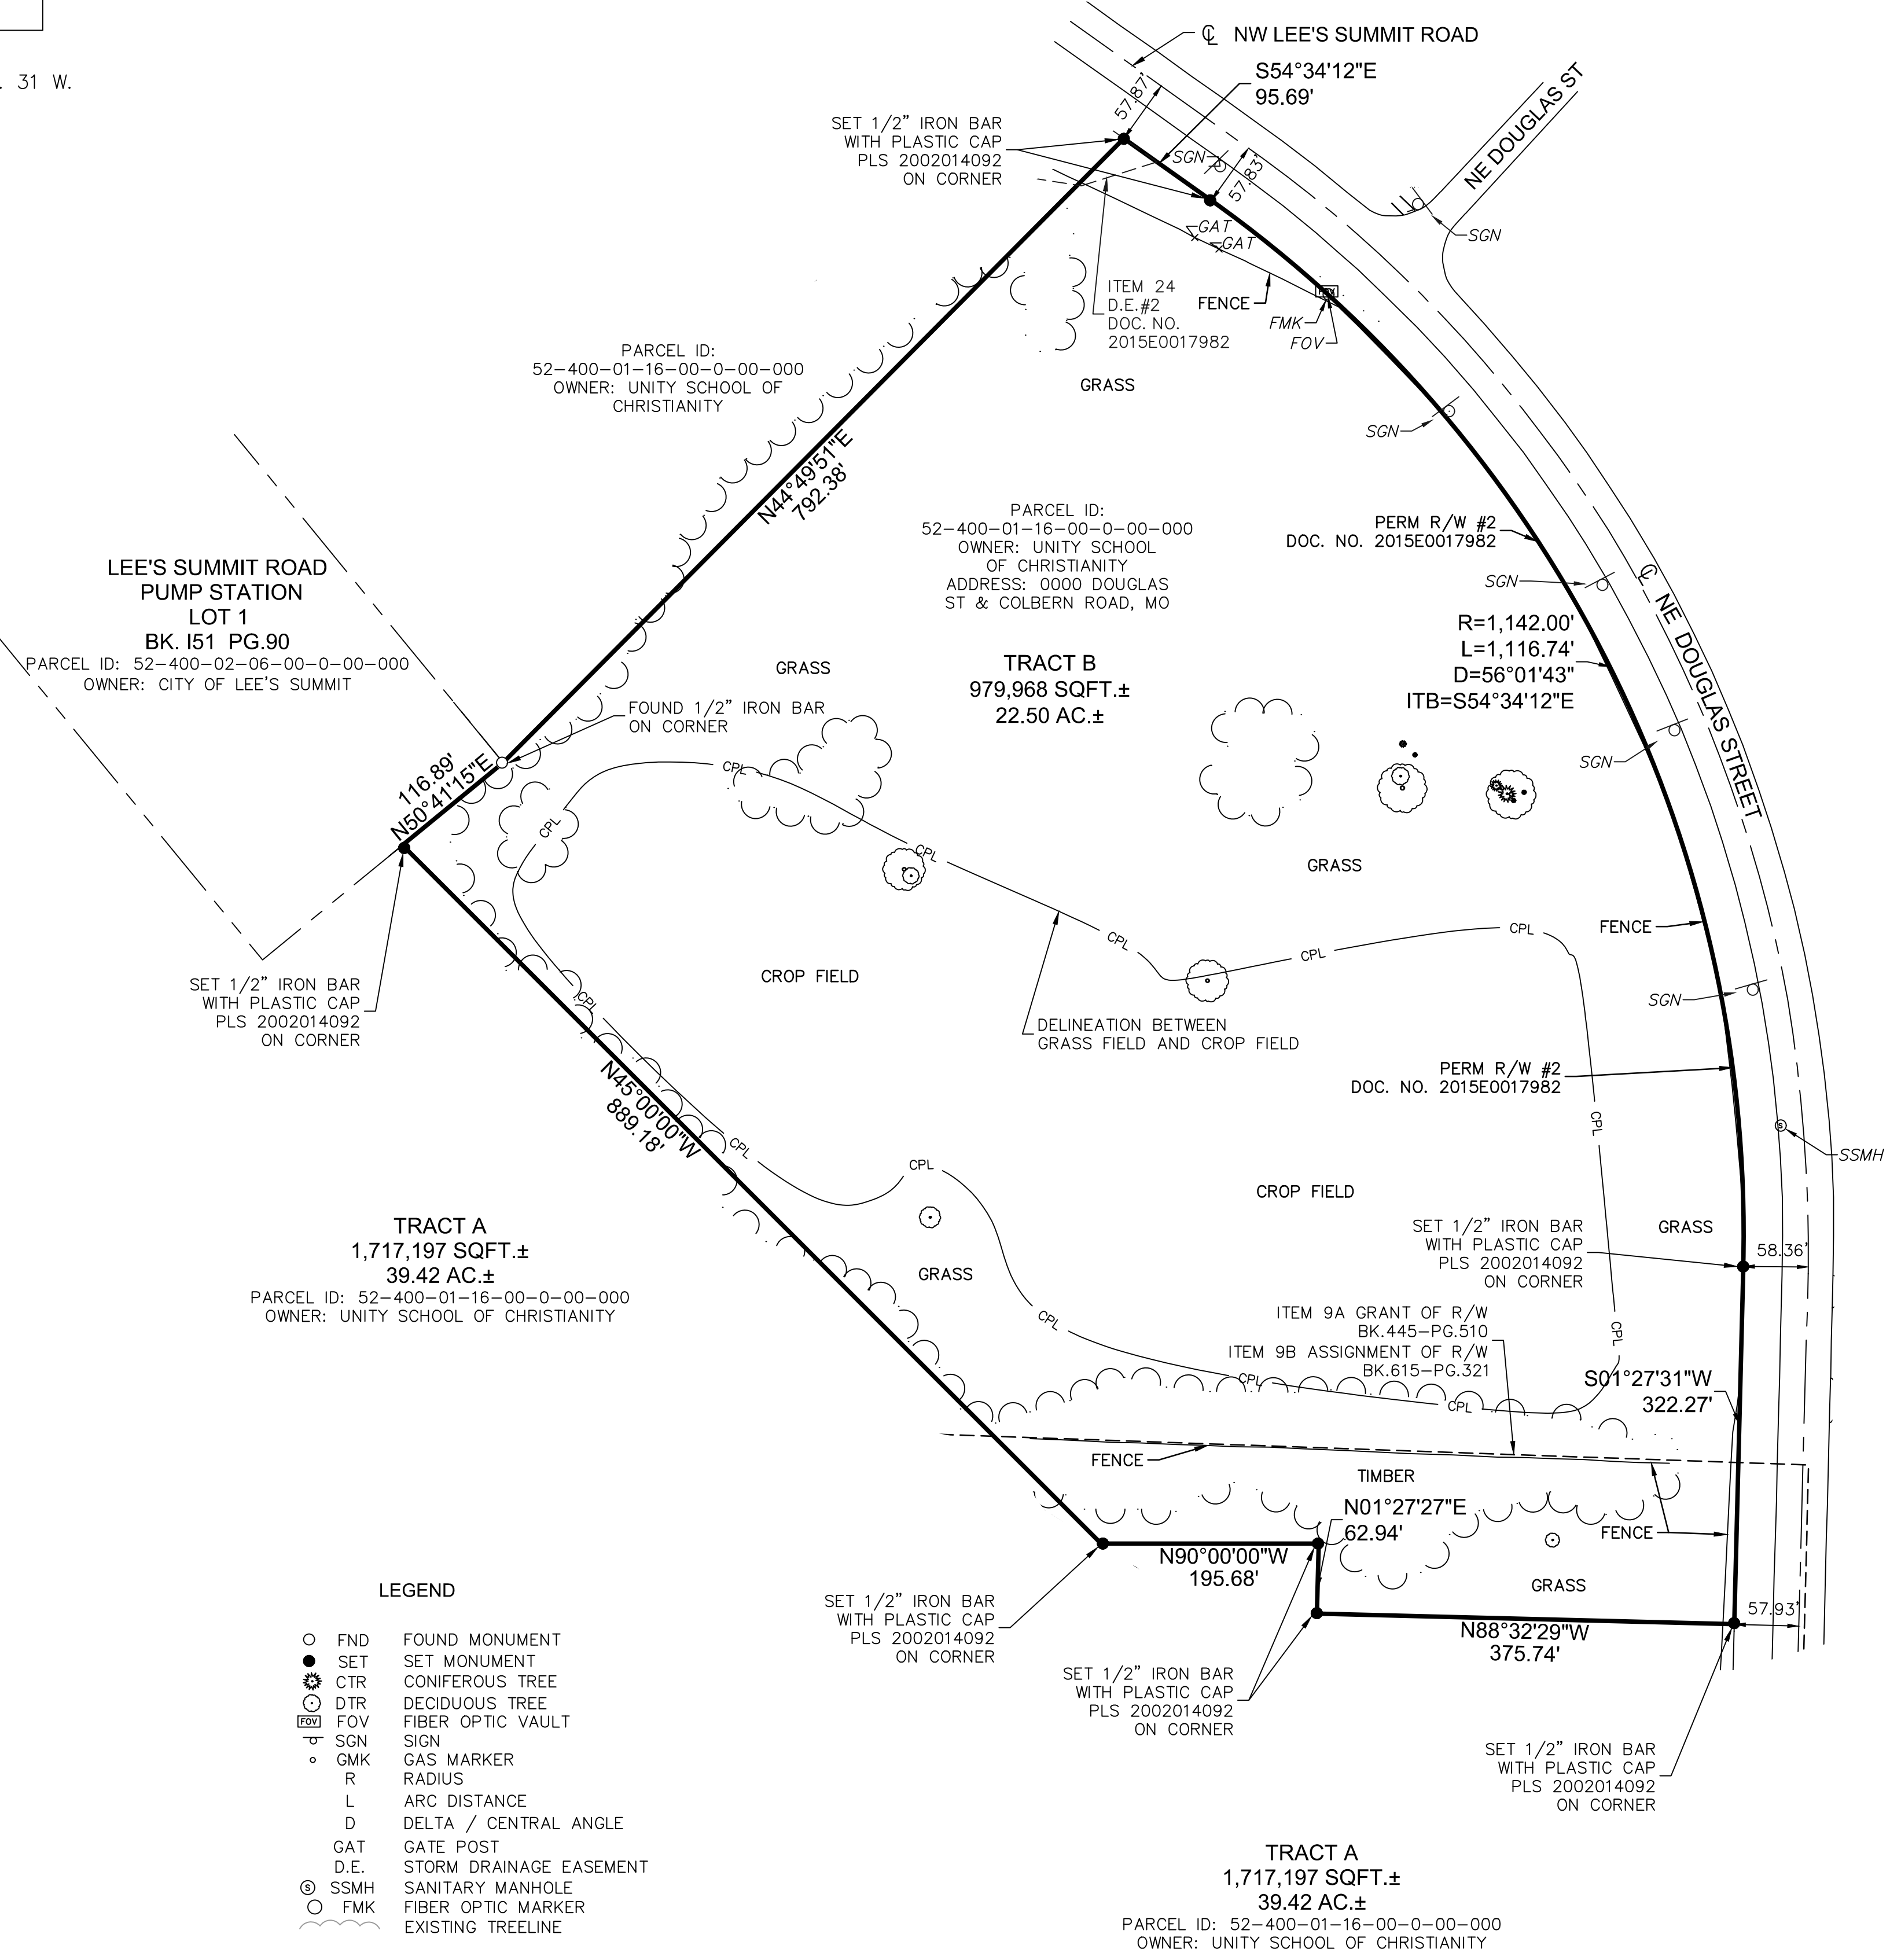 . 31 W.
℄ NW LEE'S SUMMIT ROAD
S54°34'12"E
95.69'
57.87'
NE DOUGLAS ST
SET 1/2" IRON BAR
WITH PLASTIC CAP
PLS 2002014092
ON CORNER
SGN
57.83'
SGN
GAT
GAT
ITEM 24
D.E.#2
DOC. NO.
2015E0017982
FENCE
FMK
FOV
GRASS
PARCEL ID:
52-400-01-16-00-0-00-000
OWNER: UNITY SCHOOL OF
CHRISTIANITY
SGN
N44°49'51"E
792.38'
PARCEL ID:
52-400-01-16-00-0-00-000
OWNER: UNITY SCHOOL
OF CHRISTIANITY
ADDRESS: 0000 DOUGLAS
ST & COLBERN ROAD, MO
PERM R/W #2
DOC. NO. 2015E0017982
LEE'S SUMMIT ROAD
PUMP STATION
LOT 1
BK. I51 PG.90
PARCEL ID: 52-400-02-06-00-0-00-000
OWNER: CITY OF LEE'S SUMMIT
SGN
℄ NE DOUGLAS STREET
R=1,142.00'
L=1,116.74'
D=56°01'43"
ITB=S54°34'12"E
GRASS
TRACT B
979,968 SQFT.±
22.50 AC.±
FOUND 1/2" IRON BAR
ON CORNER
SGN
116.89'
N50°41'15"E
CPL
CPL
CPL
GRASS
CPL
CPL
CPL
FENCE
CROP FIELD
SET 1/2" IRON BAR
WITH PLASTIC CAP
PLS 2002014092
ON CORNER
CPL
SGN
DELINEATION BETWEEN
GRASS FIELD AND CROP FIELD
PERM R/W #2
DOC. NO. 2015E0017982
N45°00'00"W
889.18'
CPL
CPL
CPL
SSMH
CROP FIELD
TRACT A
1,717,197 SQFT.±
39.42 AC.±
PARCEL ID: 52-400-01-16-00-0-00-000
OWNER: UNITY SCHOOL OF CHRISTIANITY
GRASS
SET 1/2" IRON BAR
WITH PLASTIC CAP
PLS 2002014092
ON CORNER
GRASS
58.36'
CPL
CPL
ITEM 9A GRANT OF R/W
BK.445-PG.510
ITEM 9B ASSIGNMENT OF R/W
BK.615-PG.321
CPL
CPL
S01°27'31"W
322.27'
FENCE
TIMBER
N01°27'27"E
62.94'
FENCE
N90°00'00"W
195.68'
GRASS
57.93'
N88°32'29"W
375.74'
SET 1/2" IRON BAR
WITH PLASTIC CAP
PLS 2002014092
ON CORNER
SET 1/2" IRON BAR
WITH PLASTIC CAP
PLS 2002014092
ON CORNER
SET 1/2" IRON BAR
WITH PLASTIC CAP
PLS 2002014092
ON CORNER
LEGEND
FND FOUND MONUMENT
SET SET MONUMENT
CTR CONIFEROUS TREE
DTR DECIDUOUS TREE
FOV FOV FIBER OPTIC VAULT
SGN SIGN
GMK GAS MARKER
R RADIUS
L ARC DISTANCE
D DELTA / CENTRAL ANGLE
GAT GATE POST
D.E. STORM DRAINAGE EASEMENT
S SSMH SANITARY MANHOLE
FMK FIBER OPTIC MARKER
EXISTING TREELINE
TRACT A
1,717,197 SQFT.±
39.42 AC.±
PARCEL ID: 52-400-01-16-00-0-00-000
OWNER: UNITY SCHOOL OF CHRISTIANITY